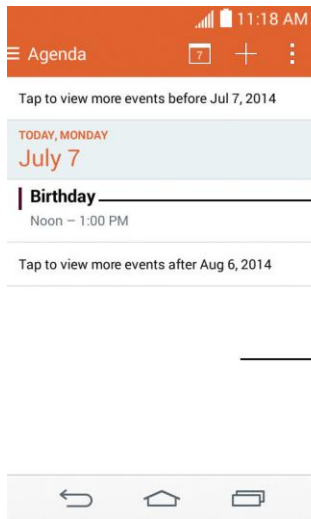 11:18 AM
Agenda
7
Tap to view more events before Jul 7, 2014
TODAY, MONDAY
July 7
Birthday
Noon – 1:00 PM
Tap to view more events after Aug 6, 2014